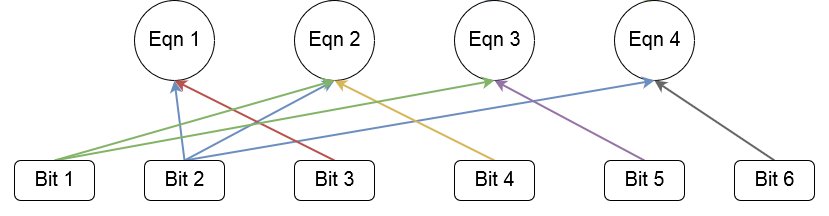 Eqn 1
Eqn 2
Eqn 3
Eqn 4
Bit 1
Bit 2
Bit 3
Bit 4
Bit 5
Bit 6